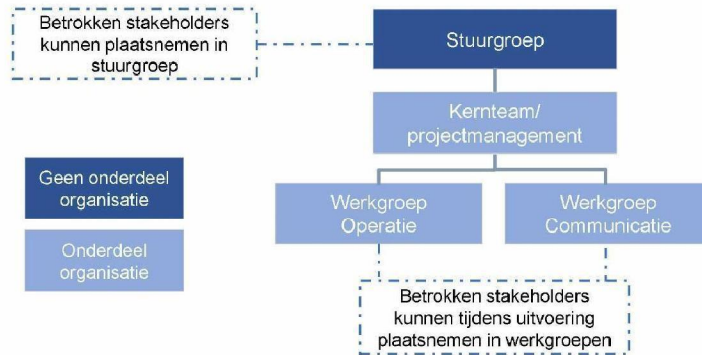 Betrokken stakeholders
kunnen plaatsnemen in
stuurgroep
Stuurgroep
Kernteam/
projectmanagement
Geen onderdeel
organisatie
Onderdeel
organisatie
Werkgroep
Operatie
Werkgroep
Communicatie
Betrokken stakeholders
kunnen tijdens uitvoering
plaatsnemen in werkgroepen